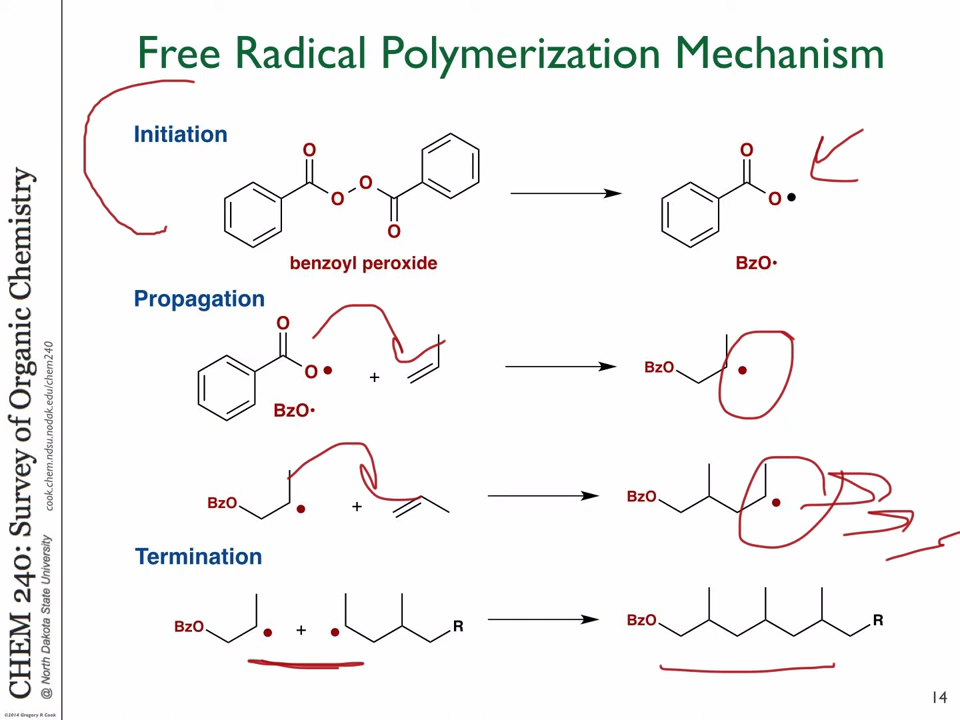 Free Radical Polymerization Mechanism
Initiation
O
O
O
O
benzoyl peroxide
O
O
BzO•
Propagation
O
O
BzO•
+
BzO
BzO
+
BzO
Termination
BzO
+
R
BzO
R
CHEM 240: Survey of Organic Chemistry
@ North Dakota State University
cook.chem.ndsu.nodak.edu/chem240
©2014 Gregory R Cook
14